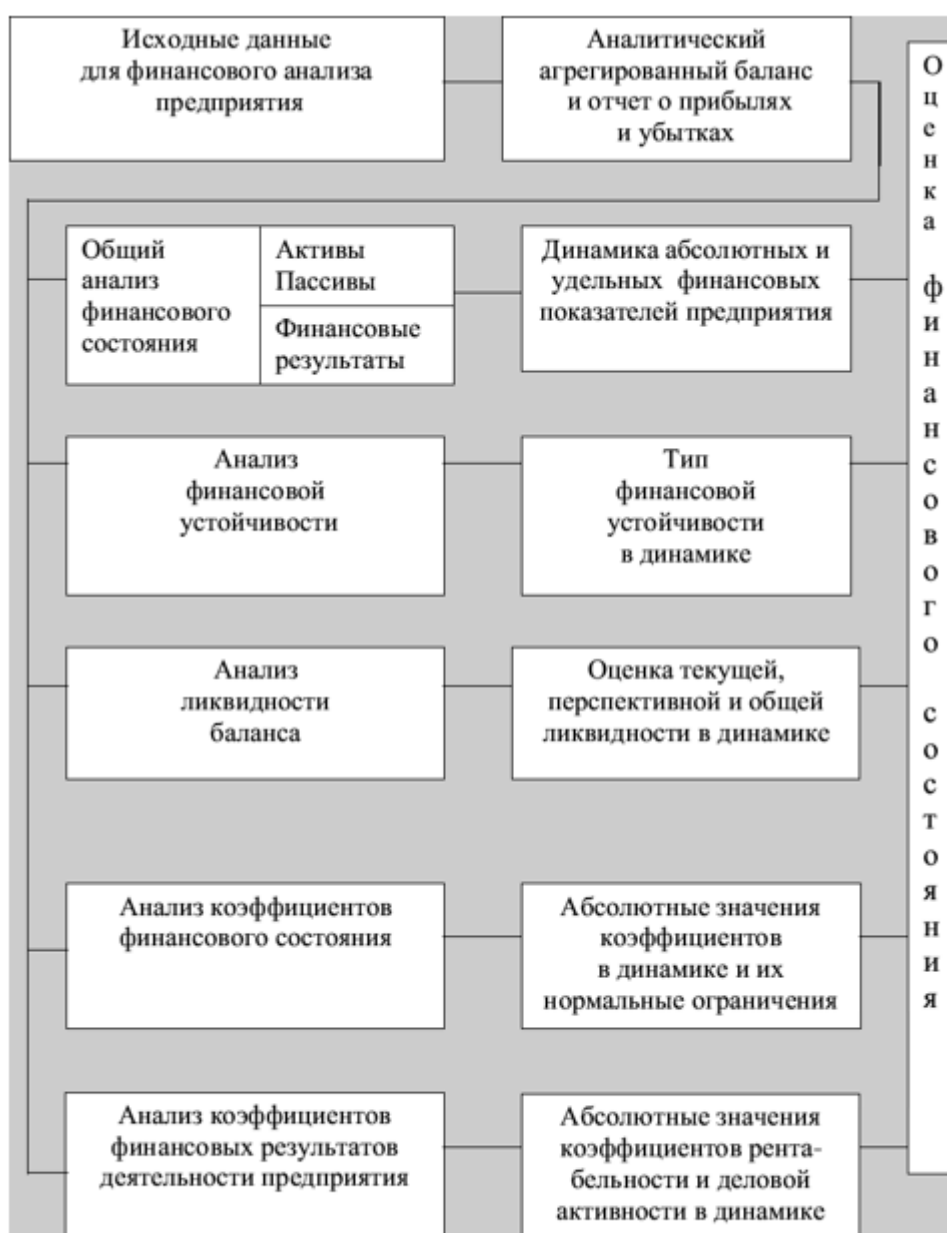 Исходные данные
для финансового анализа
предприятия
Аналитический
агрегированный баланс
и отчет о прибылях
и убытках
Общий
анализ
финансового
состояния
Активы
Пассивы
Финансовые
результаты
Динамика абсолютных и
удельных финансовых
показателей предприятия
Анализ
финансовой
устойчивости
Тип
финансовой
устойчивости
в динамике
Анализ
ликвидности
баланса
Оценка текущей,
перспективной и общей
ликвидности в динамике
Анализ коэффициентов
финансового состояния
Абсолютные значения
коэффициентов
в динамике и их
нормальные ограничения
Анализ коэффициентов
финансовых результатов
деятельности предприятия
Абсолютные значения
коэффициентов рента-
бельности и деловой
активности в динамике
Оценка финансового состояния